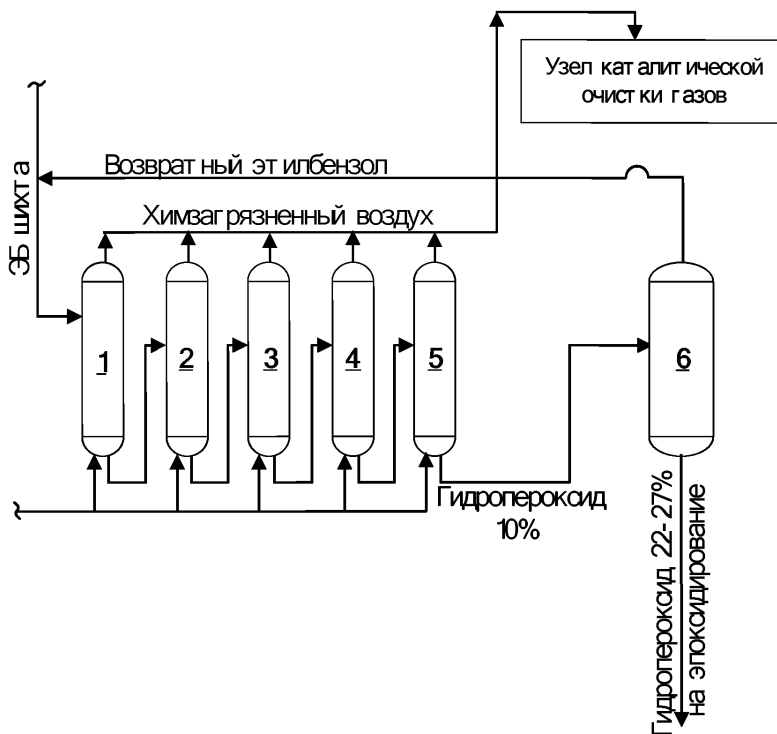 Узел каталитической
очистки газов
Возвратный этилбензол
Химзагрязненный воздух
ЭБ шихта
1
2
3
4
5
6
Гидропероксид
10%
Гидропероксид 22-27%
на эпоксидирование